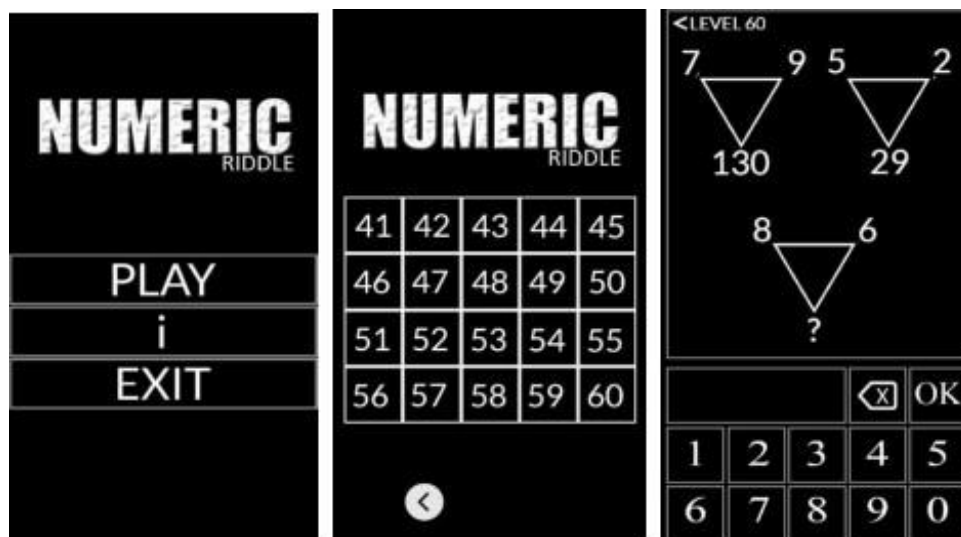 NUMERIC
RIDDLE
PLAY
i
EXIT
NUMERIC
RIDDLE
41 42 43 44 45
46 47 48 49 50
51 52 53 54 55
56 57 58 59 60
<LEVEL 60
7 9 5 2
130 29
8 6
?
X OK
1 2 3 4 5
6 7 8 9 0